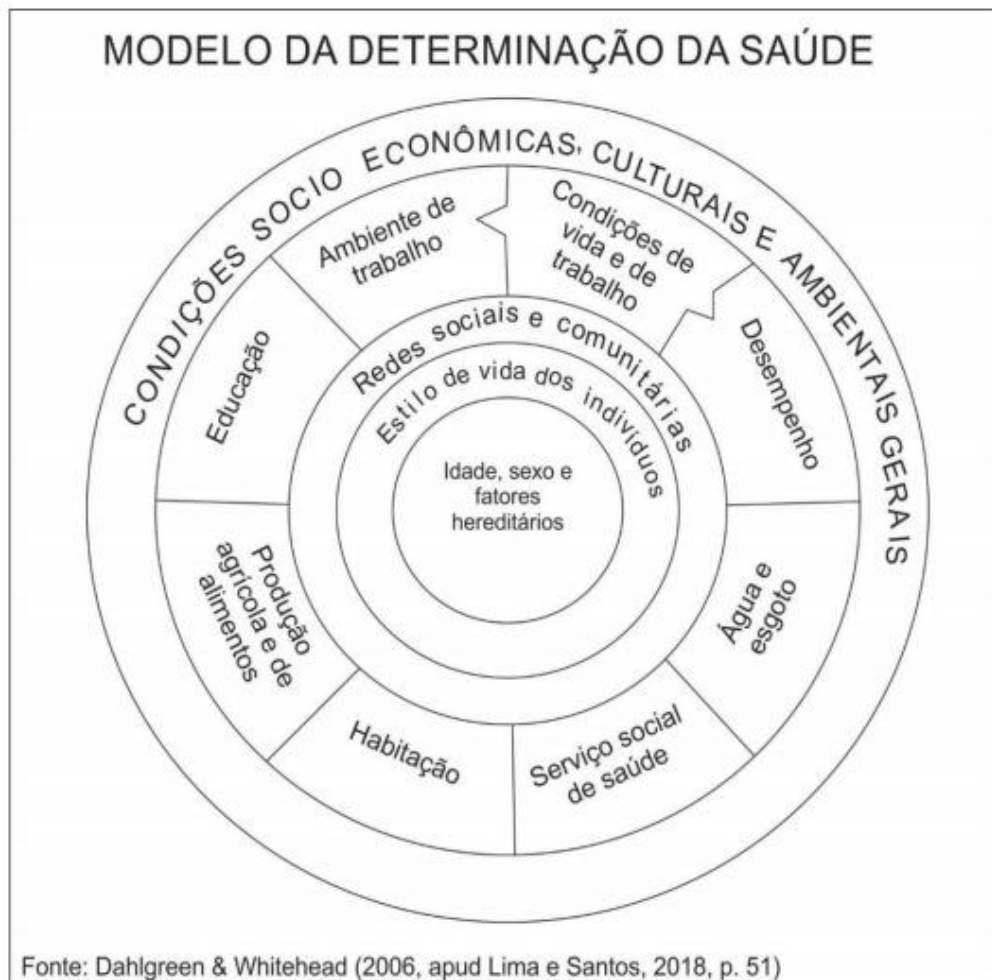 MODELO DA DETERMINAÇÃO DA SAÚDE
CONDIÇÕES SOCIO ECONÔMICAS, CULTURAIS E AMBIENTAIS GERAIS
Ambiente de
trabalho
Condições de
vida e de
trabalho
Desempenho
Água e
esgoto
Serviço social
de saúde
Habitação
Produção
agrícola e de
alimentos
Educação
Redes sociais e comunitárias
Estilo de vida dos indivíduos
Idade, sexo e
fatores
hereditários
Fonte: Dahlgreen & Whitehead (2006, apud Lima e Santos, 2018, p. 51)